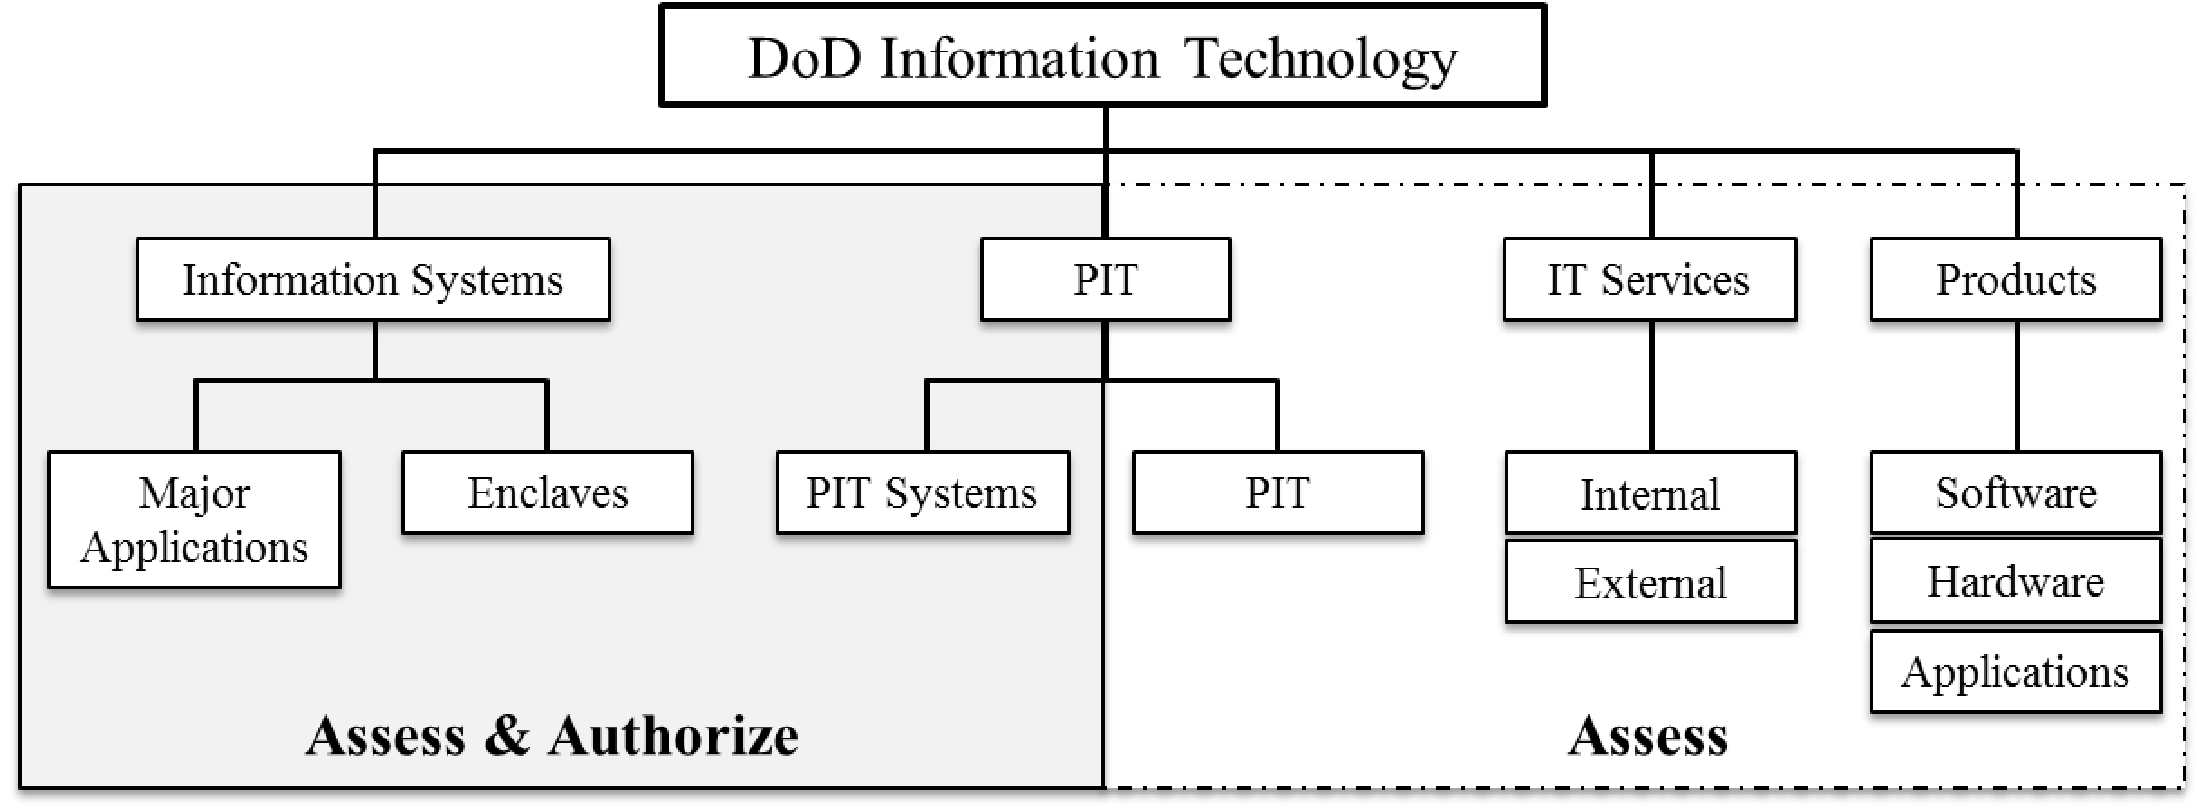 DoD Information Technology
Information Systems
PIT
IT Services
Products
Major
Applications
Enclaves
PIT Systems
PIT
Internal
External
Software
Hardware
Applications
Assess & Authorize
Assess